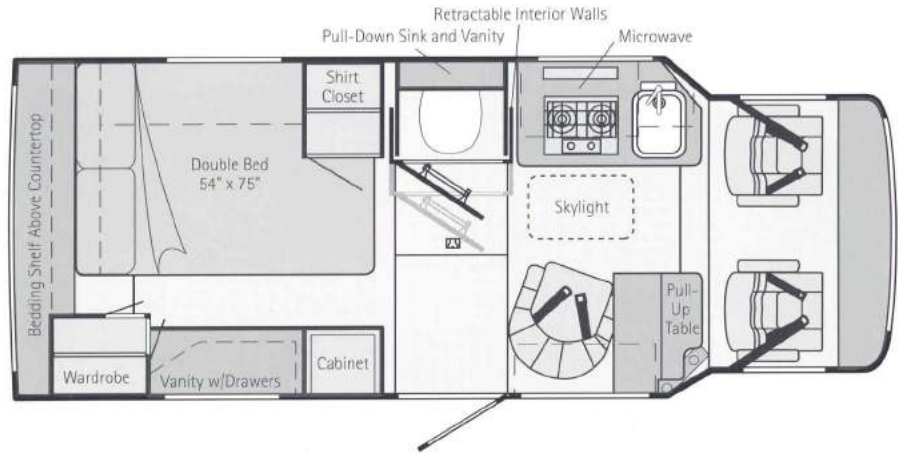 Retractable Interior Walls
Pull-Down Sink and Vanity
Microwave
Shirt
Closet
Double Bed
54" x 75"
Bedding Shelf Above Countertop
Skylight
Pull-
Up
Table
Wardrobe
Vanity w/Drawers
Cabinet